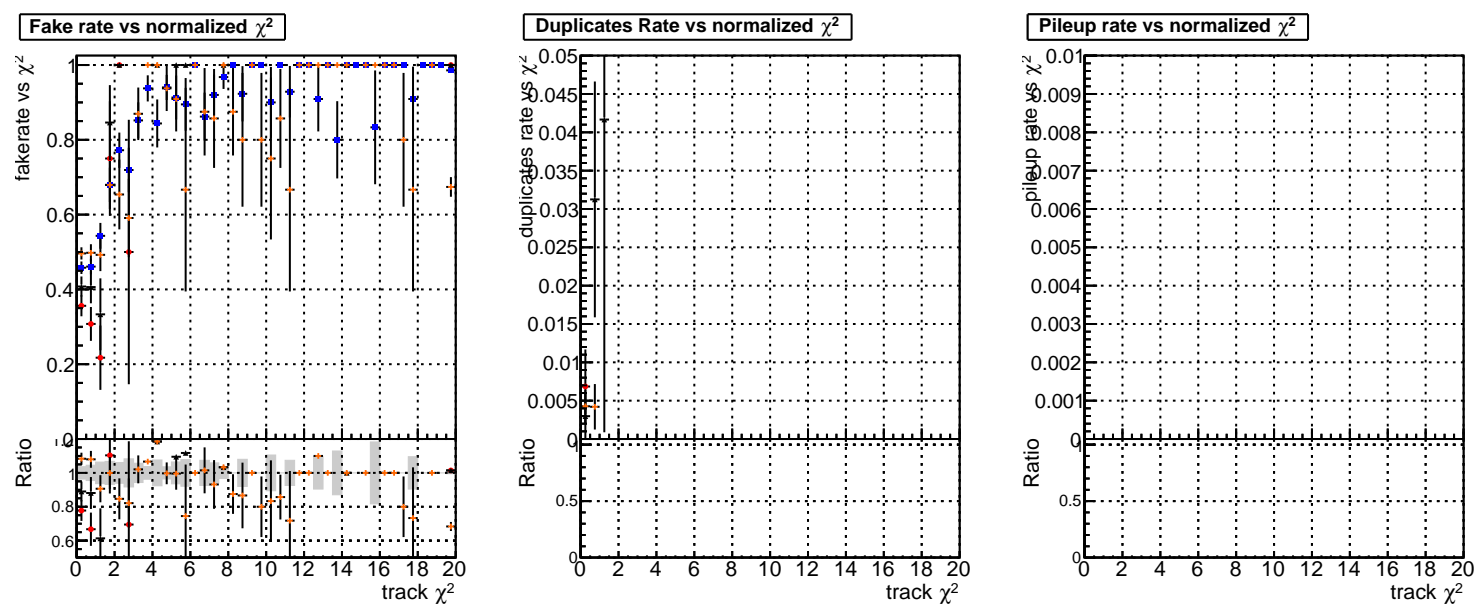 Fake rate vs normalized χ²
fakerate vs χ²
1
0.8
0.6
0.4
0.2
0
Ratio
1.2
1
0.8
0.6
0 2 4 6 8 10 12 14 16 18 20
track χ²
Duplicates Rate vs normalized χ²
duplicates rate vs χ²
0.05
0.045
0.04
0.035
0.03
0.025
0.02
0.015
0.01
0.005
0
Ratio
1
0.5
0
0 2 4 6 8 10 12 14 16 18 20
track χ²
Pileup rate vs normalized χ²
pileup rate vs χ²
0.01
0.009
0.008
0.007
0.006
0.005
0.004
0.003
0.002
0.001
0
Ratio
1
0.5
0
0 2 4 6 8 10 12 14 16 18 20
track χ²